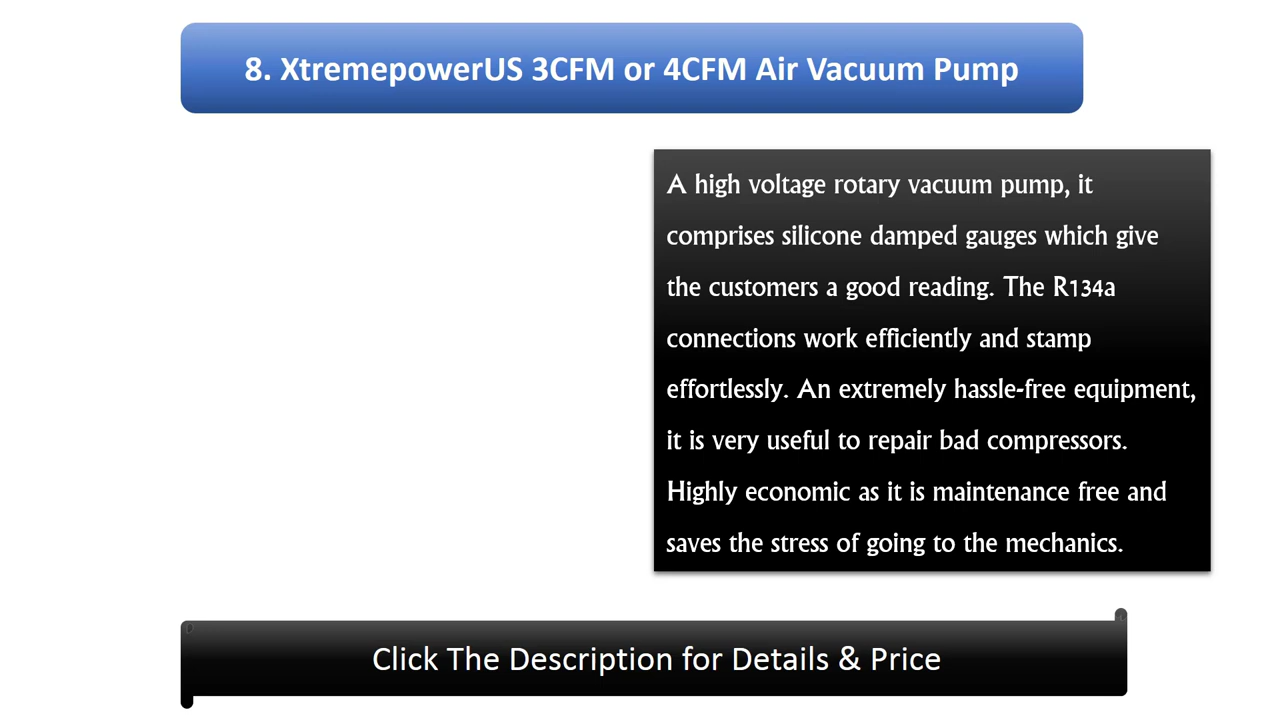 8. XtremepowerUS 3CFM or 4CFM Air Vacuum Pump
A high voltage rotary vacuum pump, it
comprises silicone damped gauges which give
the customers a good reading. The R134a
connections work efficiently and stamp
effortlessly. An extremely hassle-free equipment,
it is very useful to repair bad compressors.
Highly economic as it is maintenance free and
saves the stress of going to the mechanics.
Click The Description for Details & Price